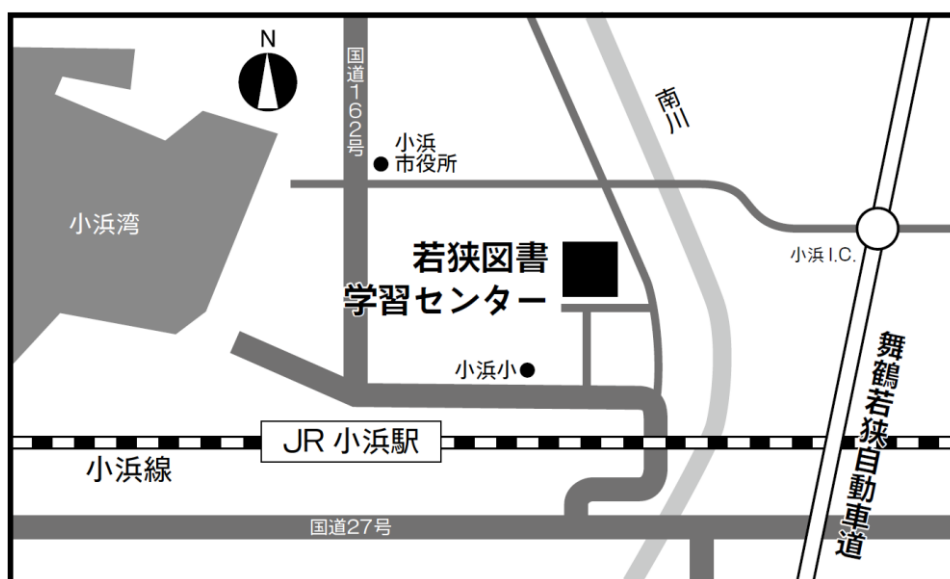 N
国道162号
南川
小浜
市役所
小浜湾
若狭図書
学習センター
小浜 I.C.
小浜小
舞鶴若狭自動車道
JR 小浜駅
小浜線
国道27号